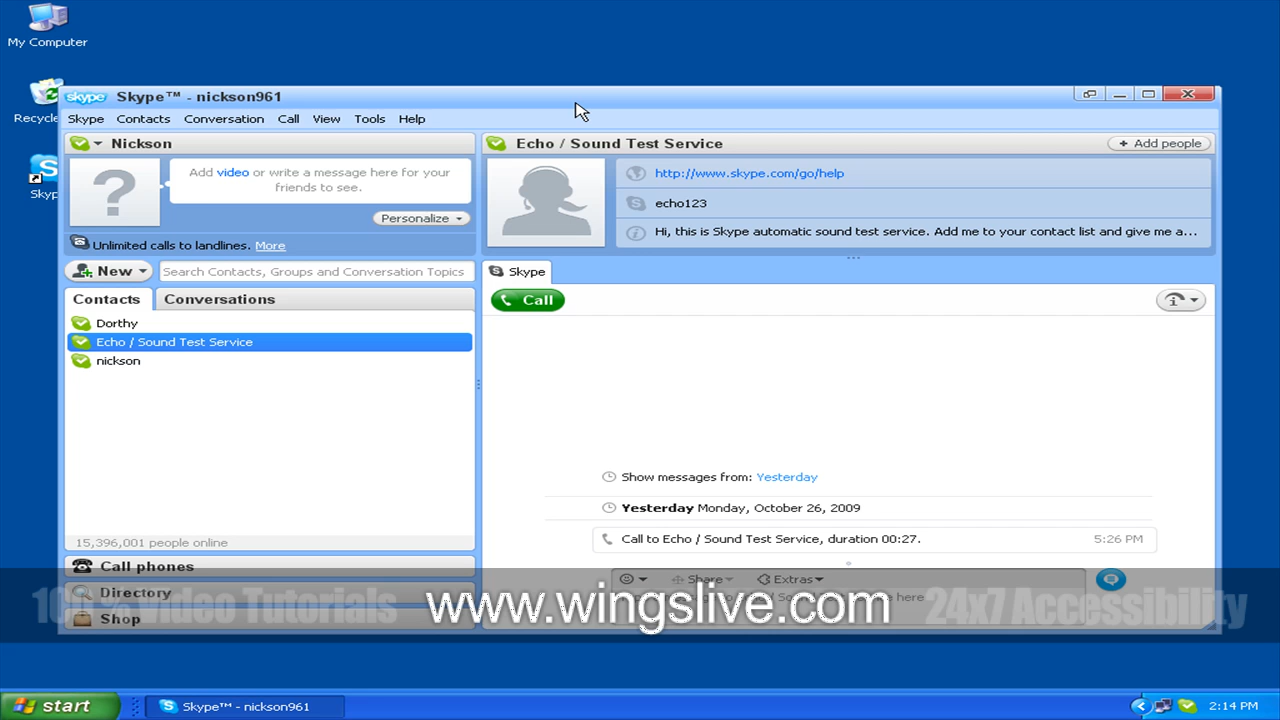 My Computer
Recycle
Skyp
skype Skype™ - nickson961
Skype Contacts Conversation Call View Tools Help
Nickson
Add video or write a message here for your
friends to see.
Personalize
Unlimited calls to landlines. More
New
Search Contacts, Groups and Conversation Topics
Contacts Conversations
Dorthy
Echo / Sound Test Service
nickson
15,396,001 people online
Call phones
Directory
Shop
Echo / Sound Test Service
+ Add people
http://www.skype.com/go/help
echo123
Hi, this is Skype automatic sound test service. Add me to your contact list and give me a...
Skype
Call
Show messages from: Yesterday
Yesterday Monday, October 26, 2009
Call to Echo / Sound Test Service, duration 00:27.
5:26 PM
Share Extras
here
Video Tutorials
www.wingslive.com
24x7 Accessibility
start
Skype™ - nickson961
2:14 PM